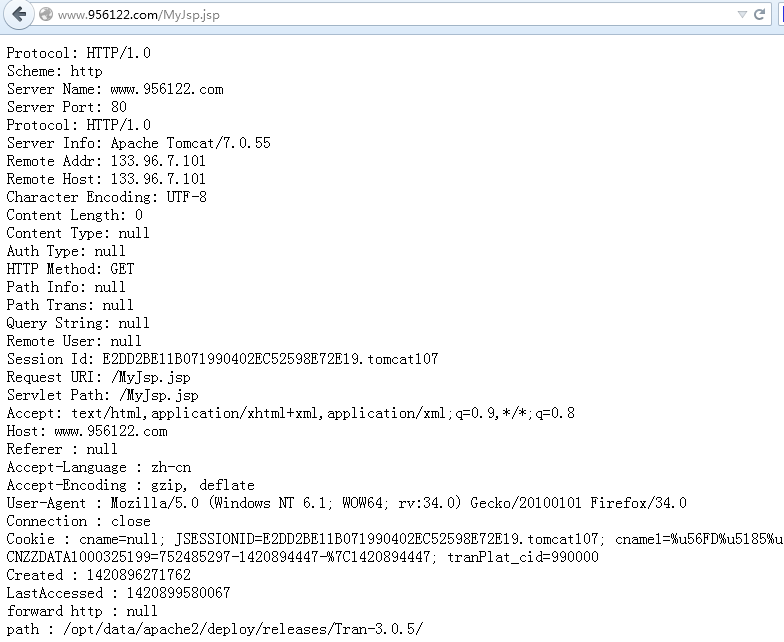 www.956122.com/MyJsp.jsp
Protocol: HTTP/1.0
Scheme: http
Server Name: www.956122.com
Server Port: 80
Protocol: HTTP/1.0
Server Info: Apache Tomcat/7.0.55
Remote Addr: 133.96.7.101
Remote Host: 133.96.7.101
Character Encoding: UTF-8
Content Length: 0
Content Type: null
Auth Type: null
HTTP Method: GET
Path Info: null
Path Trans: null
Query String: null
Remote User: null
Session Id: E2DD2BE11B071990402EC52598E72E19.tomcat107
Request URI: /MyJsp.jsp
Servlet Path: /MyJsp.jsp
Accept: text/html,application/xhtml+xml,application/xml;q=0.9,*/*;q=0.8
Host: www.956122.com
Referer : null
Accept-Language : zh-cn
Accept-Encoding : gzip, deflate
User-Agent : Mozilla/5.0 (Windows NT 6.1; WOW64; rv:34.0) Gecko/20100101 Firefox/34.0
Connection : close
Cookie : cname=null; JSESSIONID=E2DD2BE11B071990402EC52598E72E19.tomcat107; cname1=%u56FD%u5185%u
CNZZDATA1000325199=752485297-1420894447-%7C1420894447; tranPlat_cid=990000
Created : 1420896271762
LastAccessed : 1420899580067
forward http : null
path : /opt/data/apache2/deploy/releases/Tran-3.0.5/